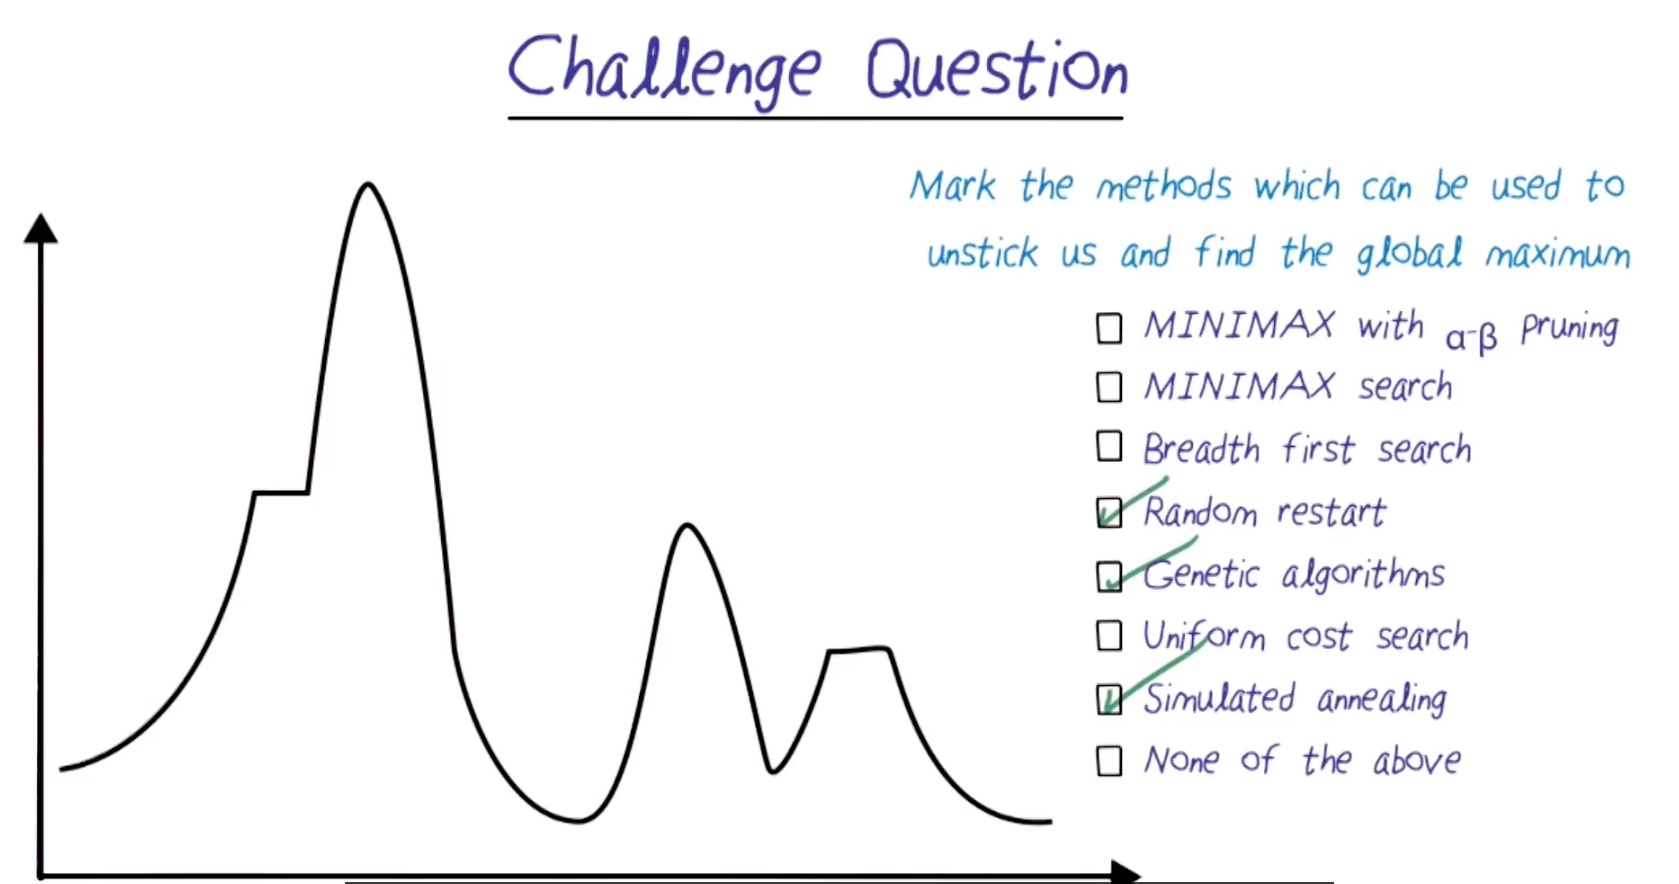 Challenge Question
Mark the methods which can be used to
unstick us and find the global maximum
MINIMAX with α-β pruning
MINIMAX search
Breadth first search
Random restart
Genetic algorithms
Uniform cost search
Simulated annealing
None of the above